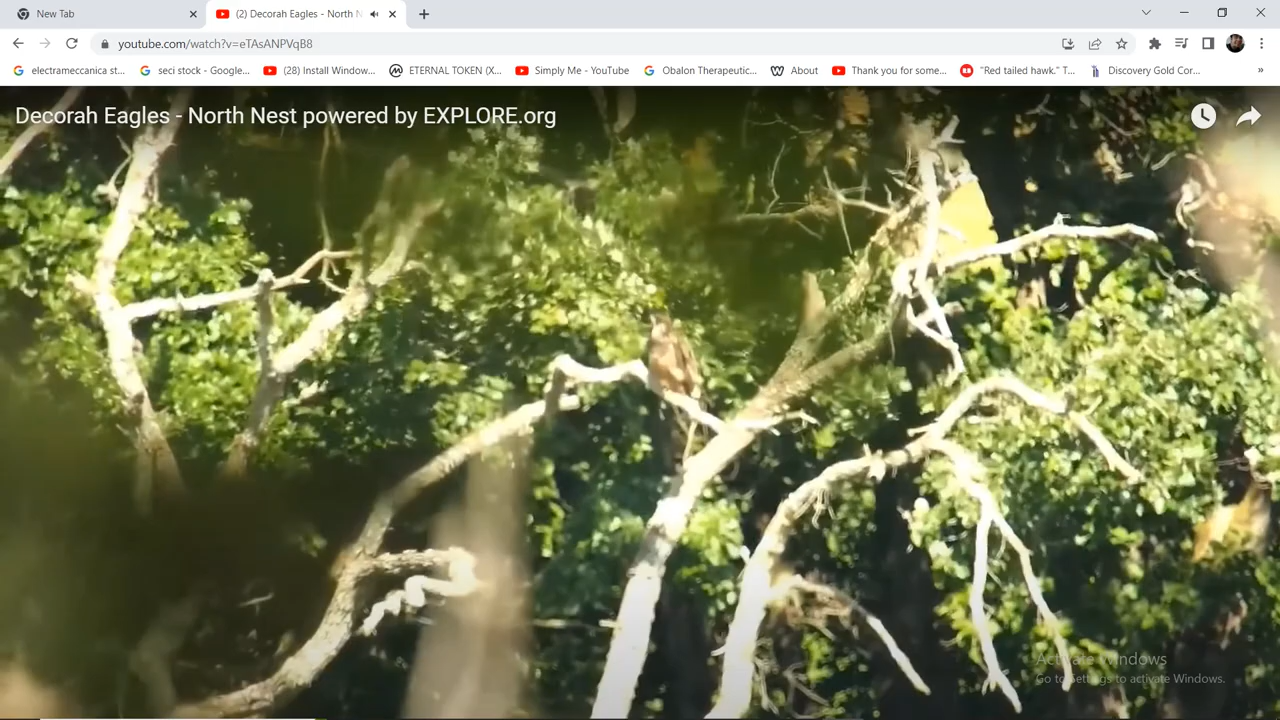 New Tab
(2) Decorah Eagles - North N
youtube.com/watch?v=eTAsANPVqB8
electrameccanica st...
seci stock - Google...
(28) Install Window...
ETERNAL TOKEN (X...
Simply Me - YouTube
Obalon Therapeutic...
About
Thank you for some...
"Red tailed hawk." T...
Discovery Gold Cor...
»
Decorah Eagles - North Nest powered by EXPLORE.org
Activate Windows
Go to Settings to activate Windows.